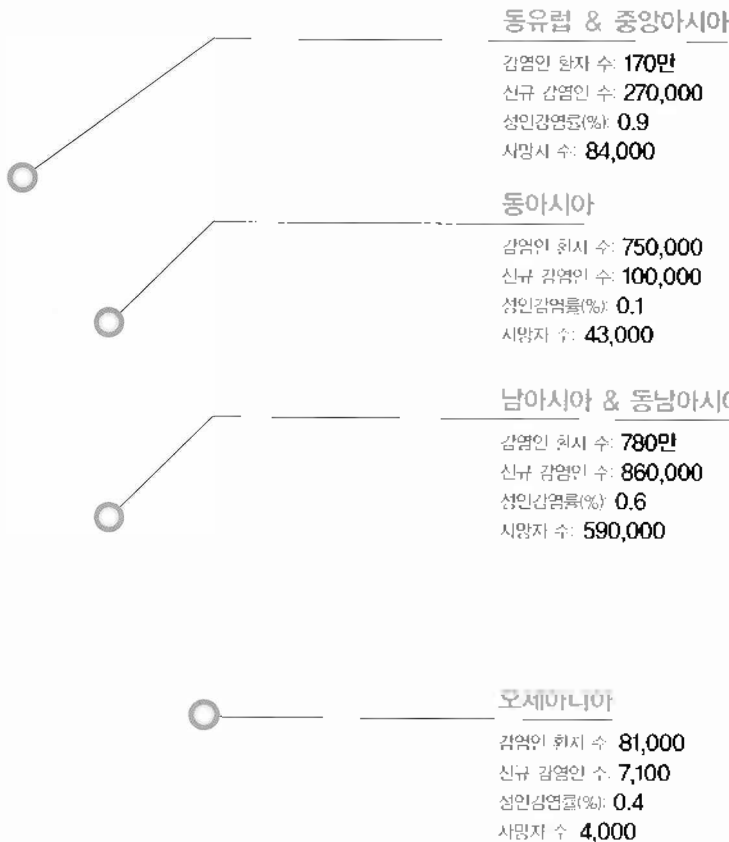 동유럽 & 중앙아시아
감염인 환자 수: 170만
신규 감염인 수: 270,000
성인감염률(%): 0.9
사망자 수: 84,000
동아시아
감염인 환자 수: 750,000
신규 감염인 수: 100,000
성인감염률(%): 0.1
사망자 수: 43,000
남아시아 & 동남아시아
감염인 환자 수: 780만
신규 감염인 수: 860,000
성인감염률(%): 0.6
사망자 수: 590,000
오세아니아
감염인 환자 수: 81,000
신규 감염인 수: 7,100
성인감염률(%): 0.4
사망자 수: 4,000